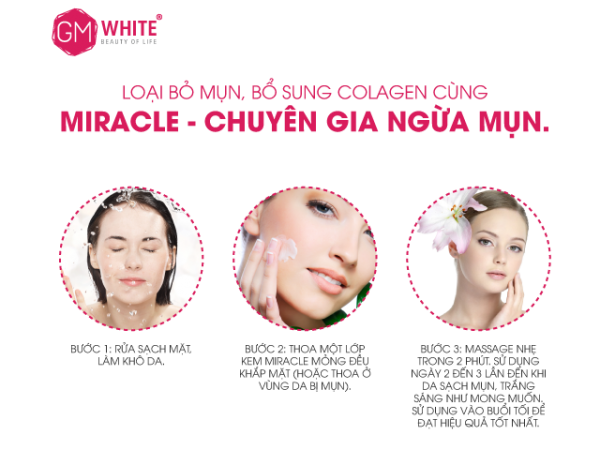 GM WHITE®
BEAUTY OF LIFE
LOẠI BỎ MỤN, BỔ SUNG COLAGEN CÙNG
MIRACLE - CHUYÊN GIA NGỪA MỤN.
BƯỚC 1: RỬA SẠCH MẶT,
LÀM KHÔ DA.
BƯỚC 2: THOA MỘT LỚP
KEM MIRACLE MỎNG ĐỀU
KHẮP MẶT (HOẶC THOA Ở
VÙNG DA BỊ MỤN).
BƯỚC 3: MASSAGE NHẸ
TRONG 2 PHÚT. SỬ DỤNG
NGÀY 2 ĐẾN 3 LẦN ĐẾN KHI
DA SẠCH MỤN, TRẮNG
SÁNG NHƯ MONG MUỐN.
SỬ DỤNG VÀO BUỔI TỐI ĐỂ
ĐẠT HIỆU QUẢ TỐT NHẤT.